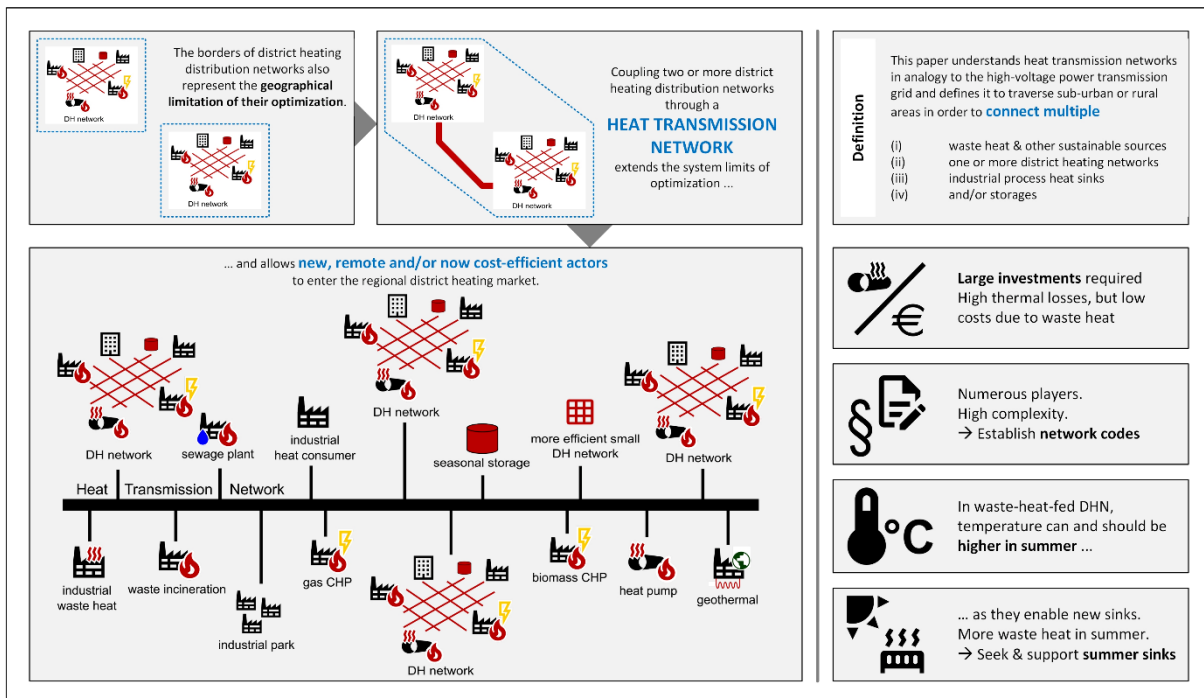 The borders of district heating
distribution networks also
represent the geographical
limitation of their optimization.
DH network
DH network
Coupling two or more district
heating distribution networks
through a
HEAT TRANSMISSION
NETWORK
extends the system limits of
optimization ...
DH network
DH network
Definition
This paper understands heat transmission networks
in analogy to the high-voltage power transmission
grid and defines it to traverse sub-urban or rural
areas in order to connect multiple
(i) waste heat & other sustainable sources
(ii) one or more district heating networks
(iii) industrial process heat sinks
(iv) and/or storages
... and allows new, remote and/or now cost-efficient actors
to enter the regional district heating market.
DH network
sewage plant
industrial
heat consumer
DH network
seasonal storage
more efficient small
DH network
DH network
Heat Transmission Network
industrial
waste heat
waste incineration
industrial park
gas CHP
DH network
biomass CHP
heat pump
geothermal
€
Large investments required
High thermal losses, but low
costs due to waste heat
§
Numerous players.
High complexity.
→ Establish network codes
°C
In waste-heat-fed DHN,
temperature can and should be
higher in summer ...
... as they enable new sinks.
More waste heat in summer.
→ Seek & support summer sinks